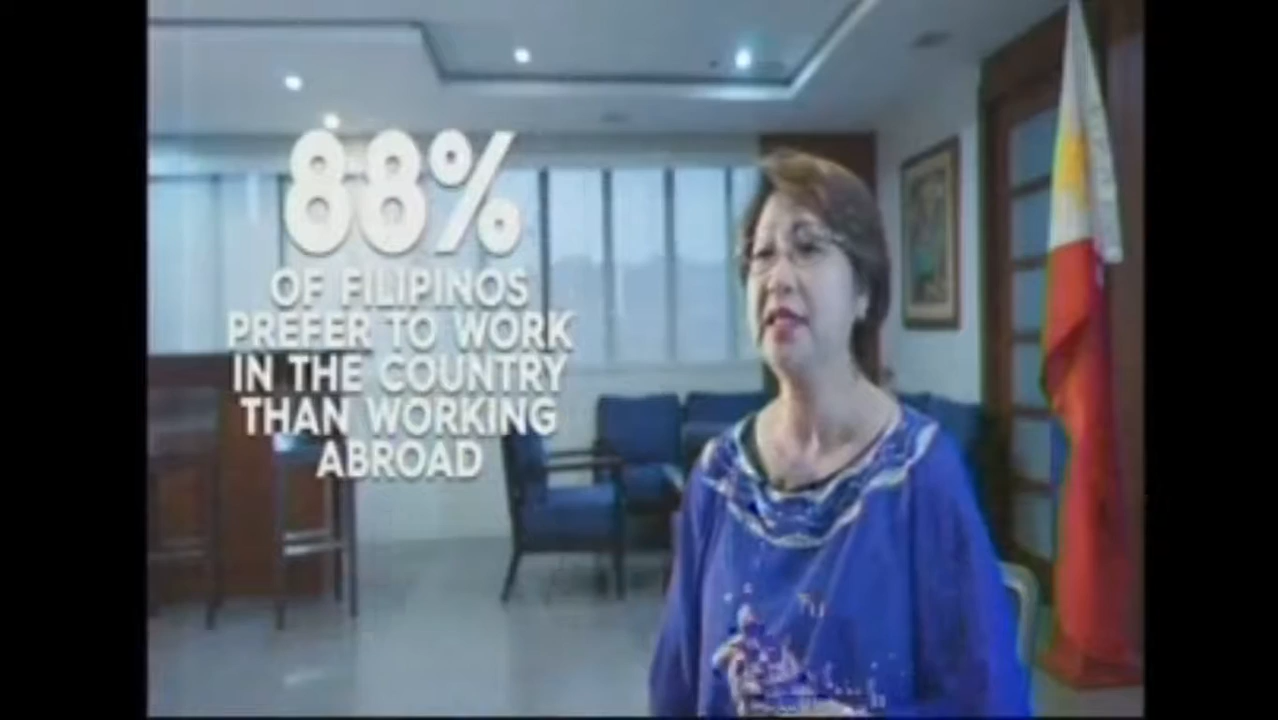 88%
OF FILIPINOS
PREFER TO WORK
IN THE COUNTRY
THAN WORKING
ABROAD